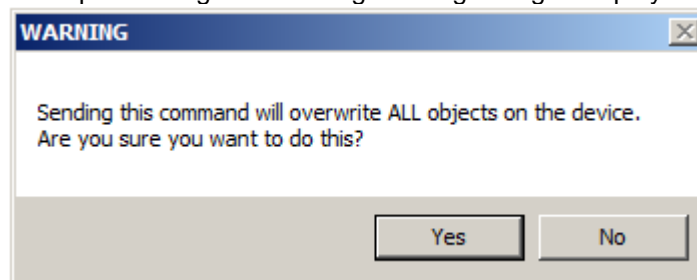 WARNING
Sending this command will overwrite ALL objects on the device.
Are you sure you want to do this?
Yes
No